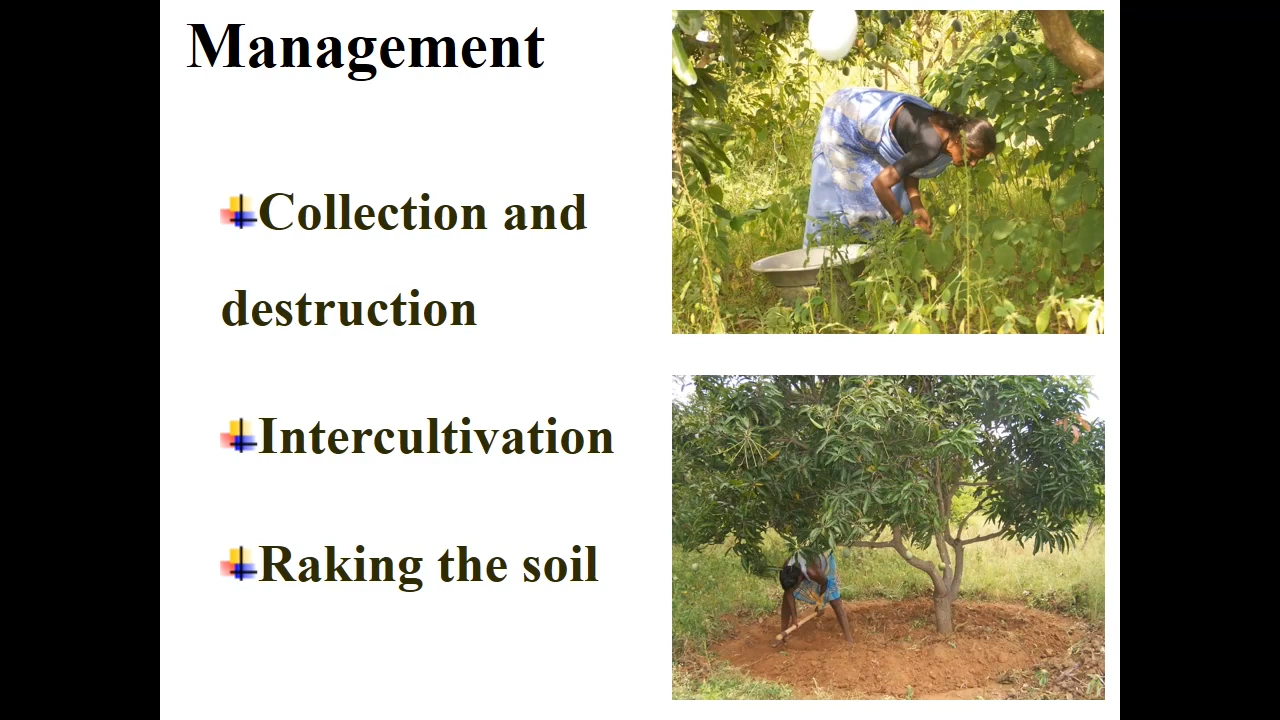 Management
Collection and
destruction
Intercultivation
Raking the soil